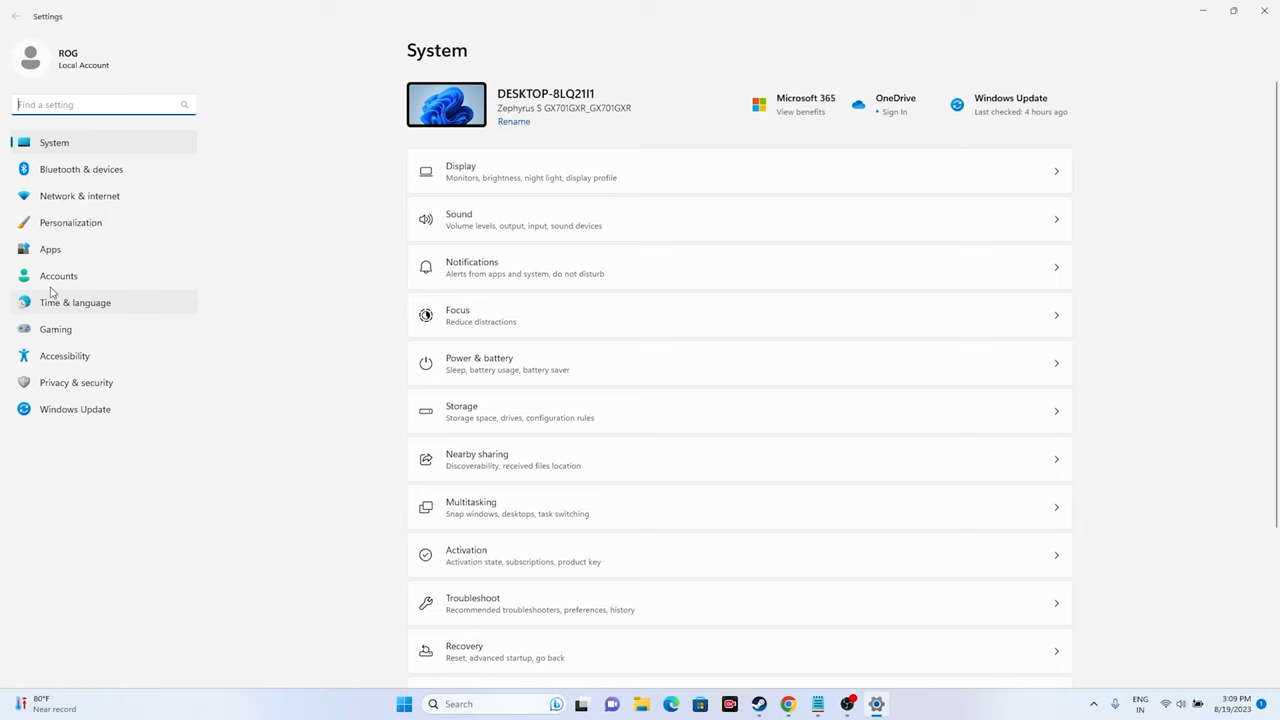 Settings
ROG
Local Account
Find a setting
System
Bluetooth & devices
Network & internet
Personalization
Apps
Accounts
Time & language
Gaming
Accessibility
Privacy & security
Windows Update
System
DESKTOP-8LQ21I1
Zephyrus S GX701GXR_GX701GXR
Rename
Microsoft 365
View benefits
OneDrive
• Sign In
Windows Update
Last checked: 4 hours ago
Display
Monitors, brightness, night light, display profile
Sound
Volume levels, output, input, sound devices
Notifications
Alerts from apps and system, do not disturb
Focus
Reduce distractions
Power & battery
Sleep, battery usage, battery saver
Storage
Storage space, drives, configuration rules
Nearby sharing
Discoverability, received files location
Multitasking
Snap windows, desktops, task switching
Activation
Activation state, subscriptions, product key
Troubleshoot
Recommended troubleshooters, preferences, history
Recovery
Reset, advanced startup, go back
80°F
Near record
Search
ENG
IN
3:09 PM
8/19/2023
1